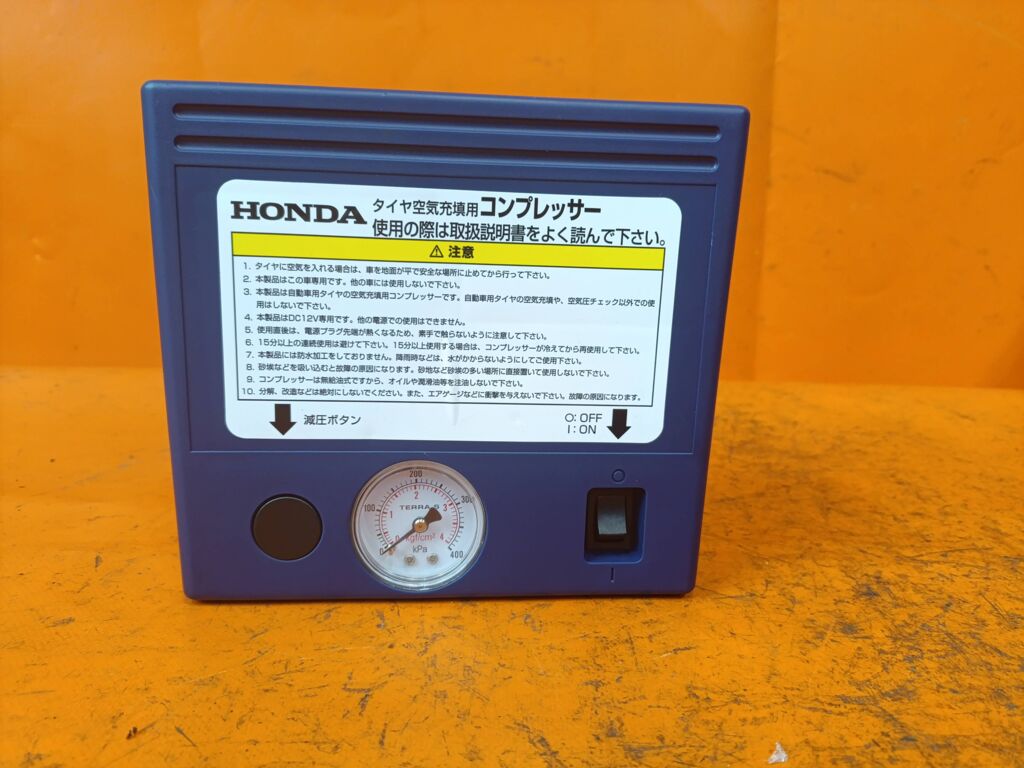 HONDA タイヤ空気充填用コンプレッサー
使用の際は取扱説明書をよく読んで下さい。
⚠ 注意
1. タイヤに空気を入れる場合は、車を地面が平で安全な場所に止めてから行って下さい。
2. 本製品はこの車専用です。他の車には使用しないで下さい。
3. 本製品は自動車用タイヤの空気充填用コンプレッサーです。自動車用タイヤの空気充填や、空気圧チェック以外での使
用はしないで下さい。
4. 本製品はDC12V専用です。他の電源での使用はできません。
5. 使用直後は、電源プラグ先端が熱くなるため、素手で触らないように注意して下さい。
6. 15分以上の連続使用は避けて下さい。15分以上使用する場合は、コンプレッサーが冷えてから再使用して下さい。
7. 本製品には防水加工をしておりません。降雨時などは、水がかからないようにしてご使用下さい。
8. 砂埃などを吸い込むと故障の原因になります。砂地など砂埃の多い場所に直接置いて使用しないで下さい。
9. コンプレッサーは無給油式ですから、オイルや潤滑油等を注油しないで下さい。
10. 分解、改造などは絶対にしないでください。また、エアゲージなどに衝撃を与えないで下さい。故障の原因になります。
減圧ボタン
○: OFF
I: ON
200
2
100
300
1
3
TERRA-S
0 kgf/cm² 4
0
400
kPa
○
I